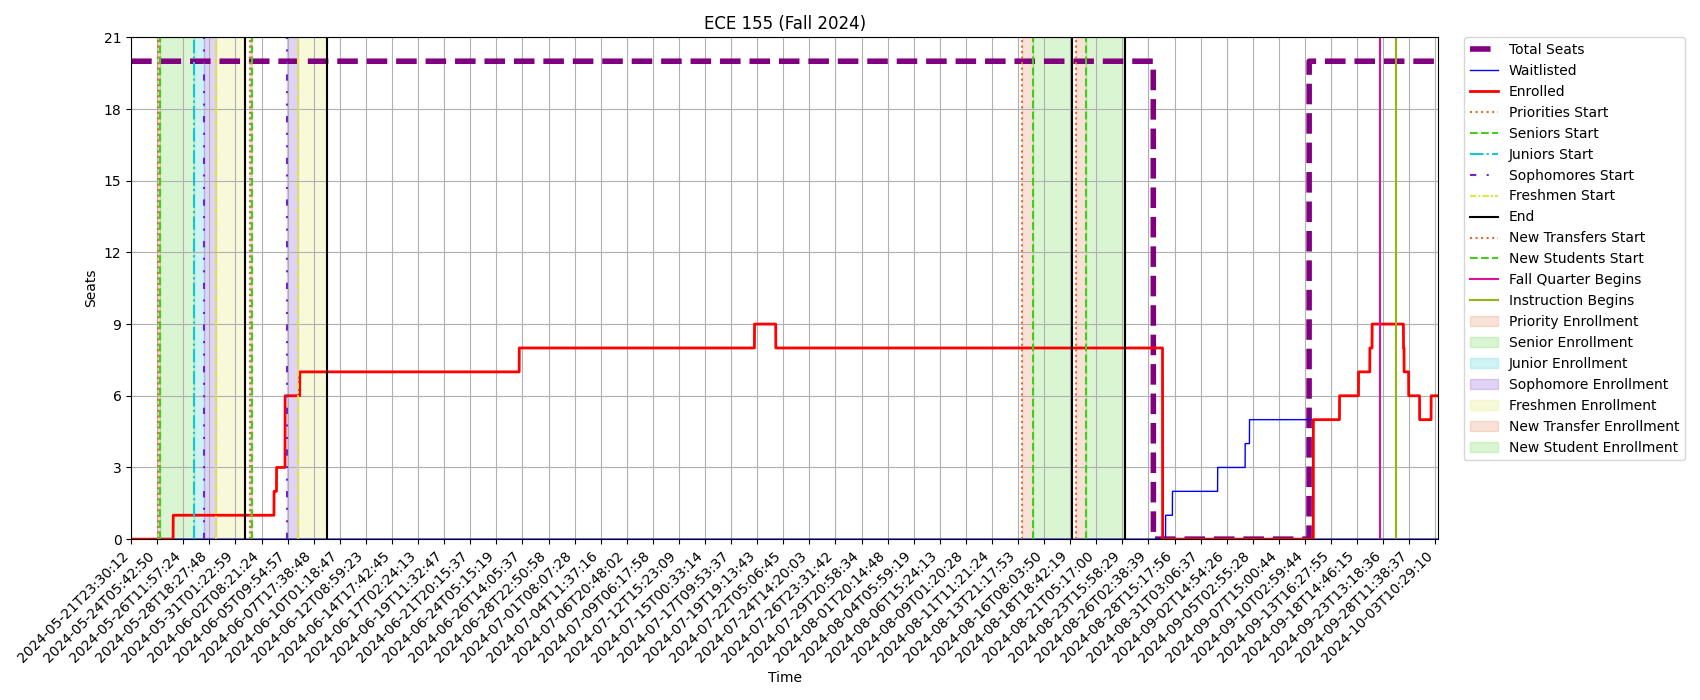 ECE 155 (Fall 2024)
21
18
15
12
9
6
3
0
Seats
2024-05-21T23:30:12
2024-05-24T05:42:50
2024-05-26T11:57:24
2024-05-28T18:27:48
2024-05-31T01:22:59
2024-06-02T08:21:24
2024-06-05T09:54:57
2024-06-07T17:38:48
2024-06-10T01:18:47
2024-06-12T08:59:23
2024-06-14T17:42:45
2024-06-17T02:24:13
2024-06-19T11:32:47
2024-06-21T20:15:37
2024-06-24T05:15:19
2024-06-26T14:05:37
2024-06-28T22:50:58
2024-07-01T08:07:28
2024-07-04T11:37:16
2024-07-06T20:48:02
2024-07-09T06:17:58
2024-07-12T15:23:09
2024-07-15T00:33:14
2024-07-17T09:53:37
2024-07-19T19:13:43
2024-07-22T05:06:45
2024-07-24T14:20:03
2024-07-26T23:31:42
2024-07-29T20:58:34
2024-08-01T20:14:48
2024-08-04T05:59:19
2024-08-06T15:24:13
2024-08-09T01:20:28
2024-08-11T11:21:24
2024-08-13T21:17:53
2024-08-16T08:03:50
2024-08-18T18:42:19
2024-08-21T05:17:00
2024-08-23T15:58:29
2024-08-26T02:38:39
2024-08-28T15:17:56
2024-08-31T03:06:37
2024-09-02T14:54:26
2024-09-05T02:55:28
2024-09-07T15:00:44
2024-09-10T02:59:44
2024-09-13T16:27:55
2024-09-18T14:46:15
2024-09-23T13:18:36
2024-09-28T11:38:37
2024-10-03T10:29:10
Time
Total Seats
Waitlisted
Enrolled
Priorities Start
Seniors Start
Juniors Start
Sophomores Start
Freshmen Start
End
New Transfers Start
New Students Start
Fall Quarter Begins
Instruction Begins
Priority Enrollment
Senior Enrollment
Junior Enrollment
Sophomore Enrollment
Freshmen Enrollment
New Transfer Enrollment
New Student Enrollment